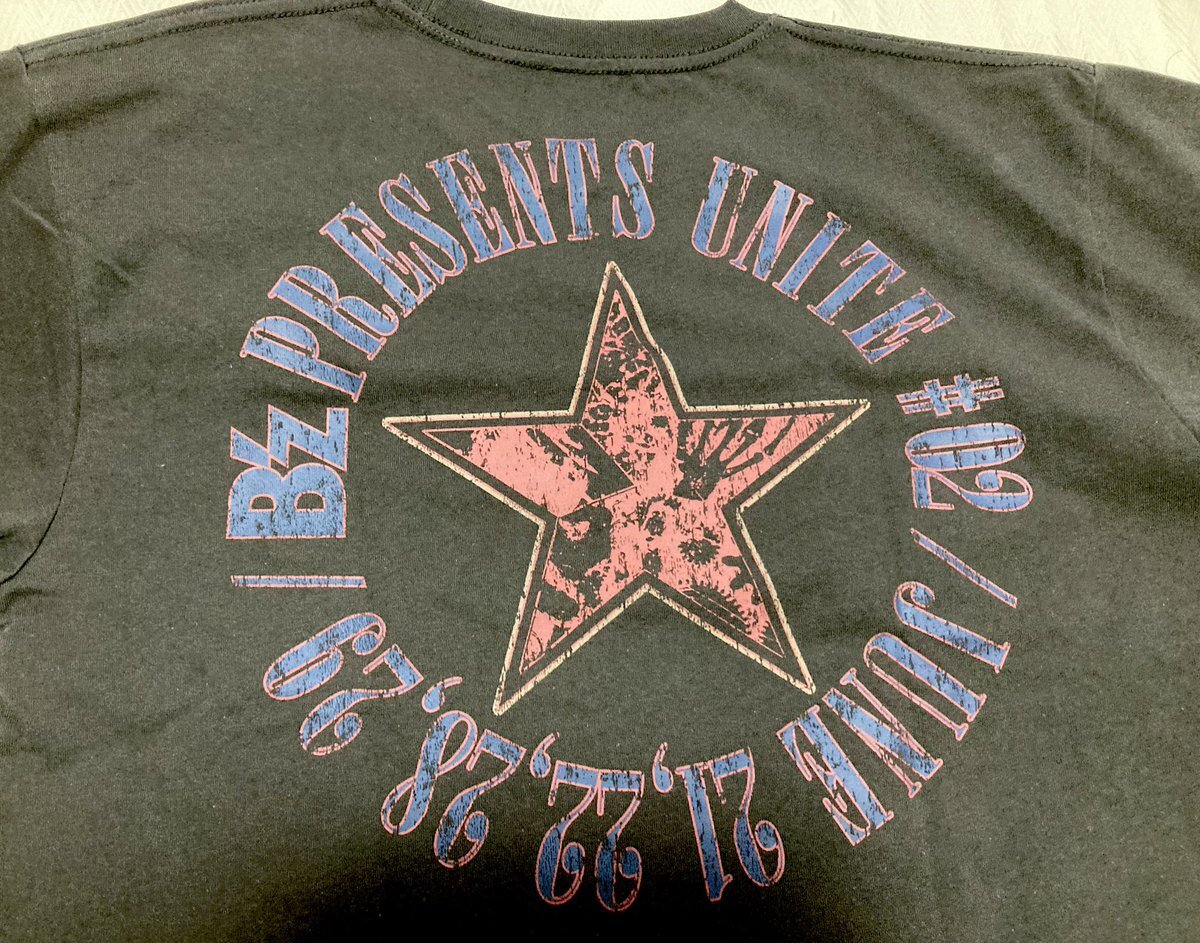 B'z PRESENTS UNITE #02 / JUNE 21,22,28,29 /